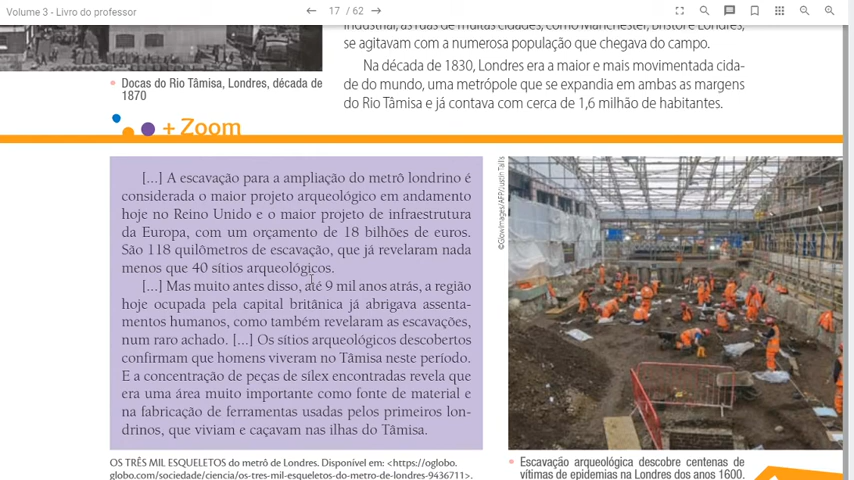 Volume 3 - Livro do professor
17 / 62
industrial, as ruas de muitas cidades, como Manchester, Bristol e Londres,
se agitavam com a numerosa população que chegava do campo.
Na década de 1830, Londres era a maior e mais movimentada cida-
de do mundo, uma metrópole que se expandia em ambas as margens
do Rio Tâmisa e já contava com cerca de 1,6 milhão de habitantes.
Docas do Rio Tâmisa, Londres, década de
1870
+ Zoom
[...] A escavação para a ampliação do metrô londrino é
considerada o maior projeto arqueológico em andamento
hoje no Reino Unido e o maior projeto de infraestrutura
da Europa, com um orçamento de 18 bilhões de euros.
São 118 quilômetros de escavação, que já revelaram nada
menos que 40 sítios arqueológicos.
[...] Mas muito antes disso, até 9 mil anos atrás, a região
hoje ocupada pela capital britânica já abrigava assenta-
mentos humanos, como também revelaram as escavações,
num raro achado. [...] Os sítios arqueológicos descobertos
confirmam que homens viveram no Tâmisa neste período.
E a concentração de peças de sílex encontradas revela que
era uma área muito importante como fonte de material e
na fabricação de ferramentas usadas pelos primeiros lon-
drinos, que viviam e caçavam nas ilhas do Tâmisa.
OS TRÊS MIL ESQUELETOS do metrô de Londres. Disponível em: <https://oglobo.
globo.com/sociedade/ciencia/os-tres-mil-esqueletos-do-metro-de-londres-9436711>.
©GlowImages/AFP/Justin Tallis
Escavação arqueológica descobre centenas de
vítimas de epidemias na Londres dos anos 1600.